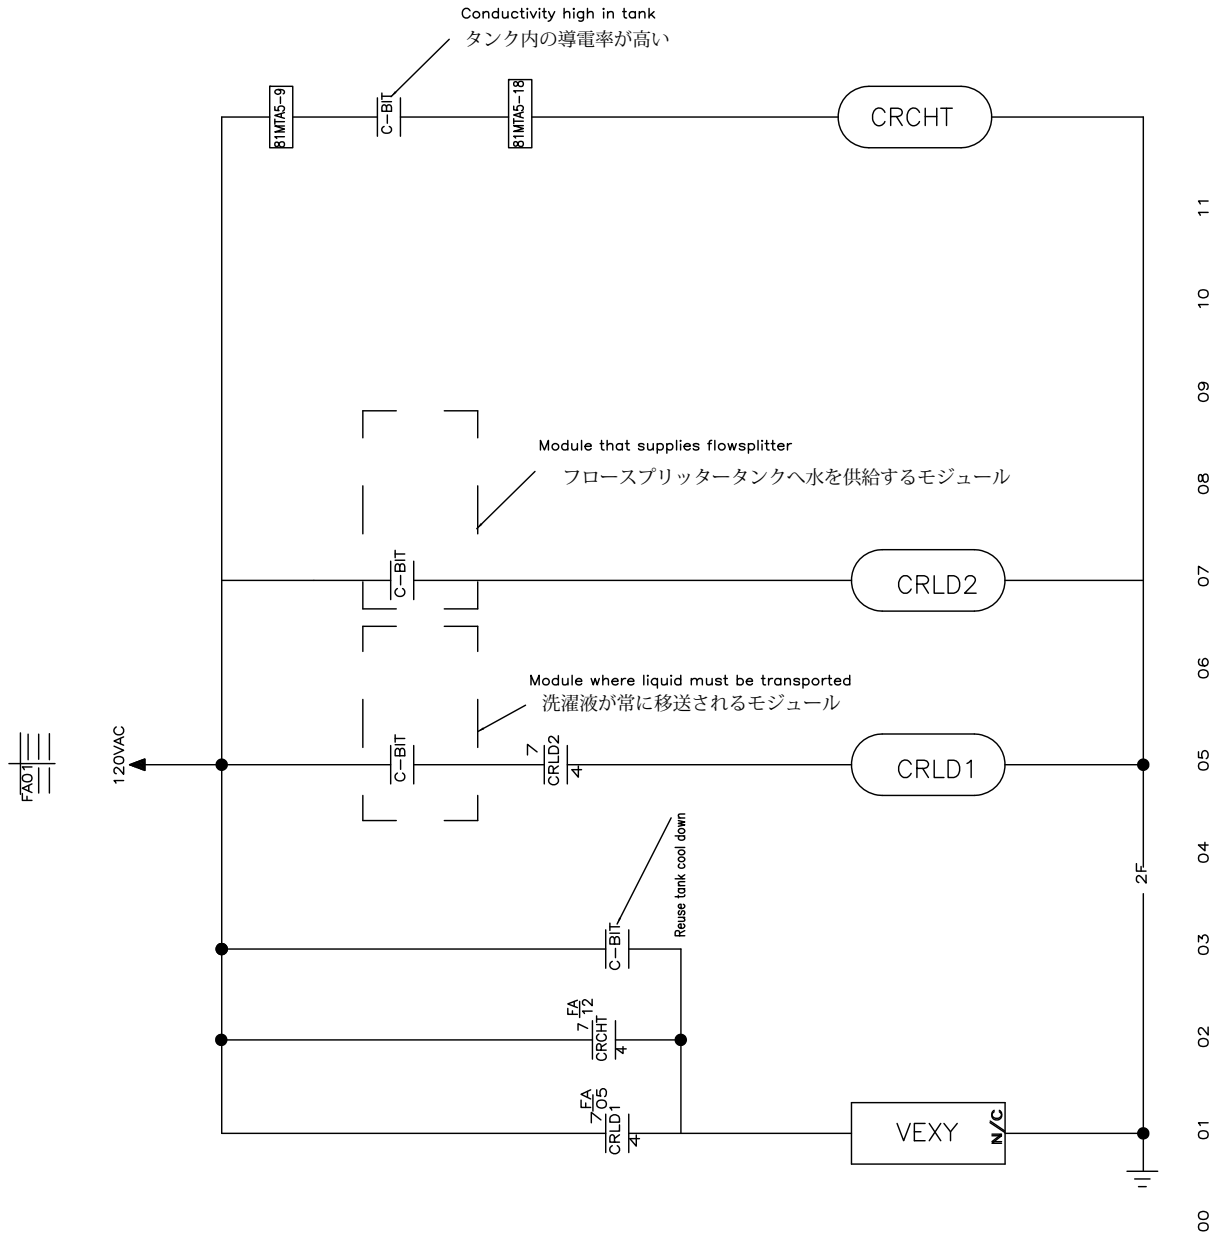 Conductivity high in tank
タンク内の導電率が高い
81MTA5-9
C-BIT
81MTA5-18
CRCHT
11
10
09
Module that supplies flowsplitter
フロースプリッタータンクへ水を供給するモジュール
08
C-BIT
CRLD2
07
06
Module where liquid must be transported
洗濯液が常に移送されるモジュール
FA01
120VAC
C-BIT
7
CRLD2
4
CRLD1
05
Reuse tank cool down
04
2F
C-BIT
03
FA
12
7
CRCHT
4
02
FA
05
7
CRLD1
4
VEXY
N/C
01
00